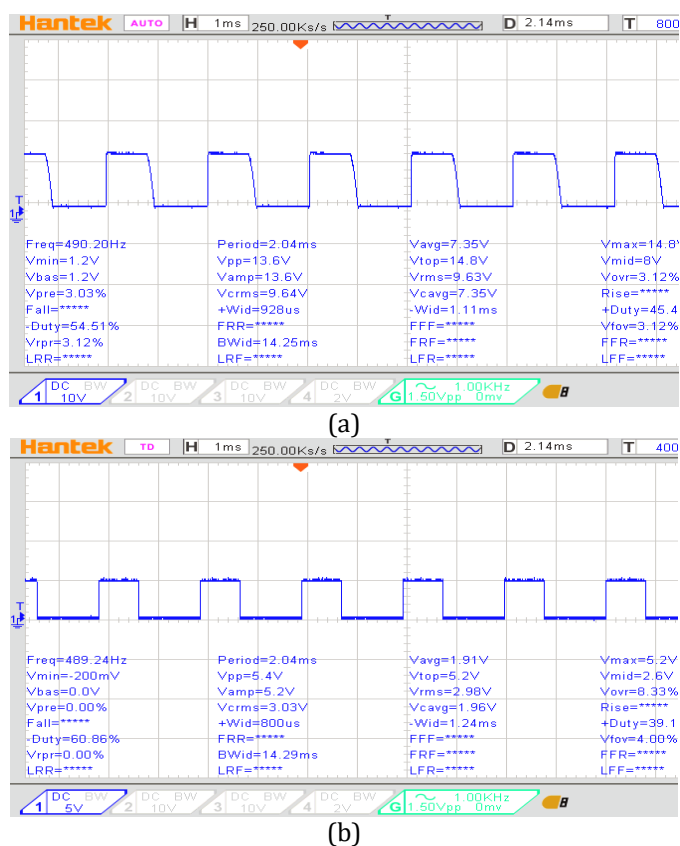 Hantek AUTO H 1ms 250.00Ks/s T D 2.14ms T 800
T
1
Freq=490.20Hz Period=2.04ms Vavg=7.35V Vmax=14.8V
Vmin=1.2V Vpp=13.6V Vtop=14.8V Vmid=8V
Vbas=1.2V Vamp=13.6V Vrms=9.63V Vovr=3.12%
Vpre=3.03% Vcrms=9.64V Vcavg=7.35V Rise=*****
Fall=***** +Wid=928us -Wid=1.11ms +Duty=45.4
-Duty=54.51% FRR=***** FFF=***** Vfov=3.12%
Vrpr=3.12% BWid=14.25ms FRF=***** FFR=*****
LRR=***** LRF=***** LFR=***** LFF=*****
1 DC BW 10V 2 DC BW 10V 3 DC BW 10V 4 DC BW 2V G 1.00KHz 1.50Vpp 0mv
(a)
Hantek TD H 1ms 250.00Ks/s T D 2.14ms T 400
T
1
Freq=489.24Hz Period=2.04ms Vavg=1.91V Vmax=5.2V
Vmin=-200mV Vpp=5.4V Vtop=5.2V Vmid=2.6V
Vbas=0.0V Vamp=5.2V Vrms=2.98V Vovr=8.33%
Vpre=0.00% Vcrms=3.03V Vcavg=1.96V Rise=*****
Fall=***** +Wid=800us -Wid=1.24ms +Duty=39.1
-Duty=60.86% FRR=***** FFF=***** Vfov=4.00%
Vrpr=0.00% BWid=14.29ms FRF=***** FFR=*****
LRR=***** LRF=***** LFR=***** LFF=*****
1 DC BW 5V 2 DC BW 10V 3 DC BW 10V 4 DC BW 2V G 1.00KHz 1.50Vpp 0mv
(b)